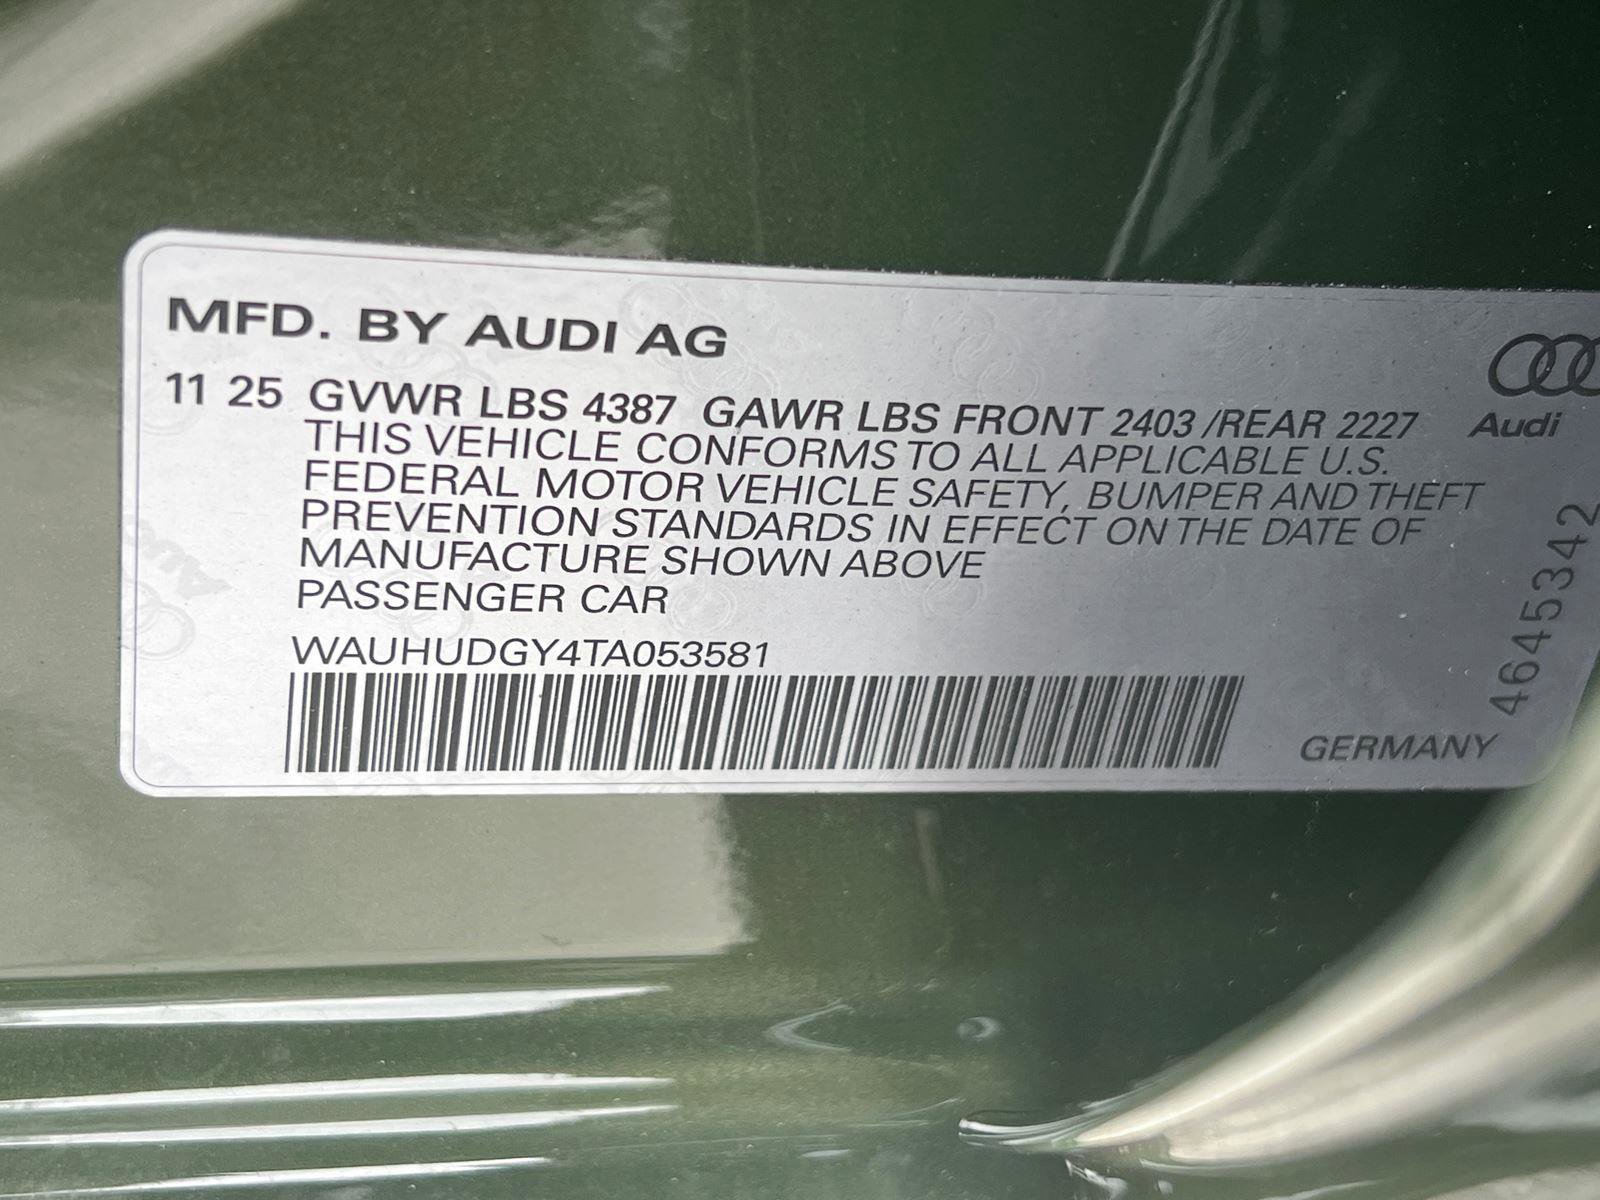 MFD. BY AUDI AG
11 25 GVWR LBS 4387 GAWR LBS FRONT 2403 /REAR 2227
THIS VEHICLE CONFORMS TO ALL APPLICABLE U.S.
FEDERAL MOTOR VEHICLE SAFETY, BUMPER AND THEFT
PREVENTION STANDARDS IN EFFECT ON THE DATE OF
MANUFACTURE SHOWN ABOVE
PASSENGER CAR
WAUHUDGY4TA053581
Audi
4645342
GERMANY
Audi